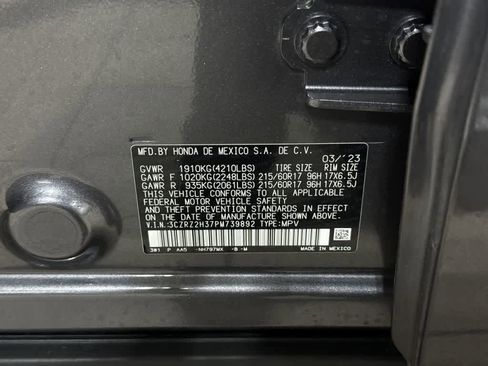 MFD.BY HONDA DE MEXICO S.A. DE C.V.
03/'23
GVWR 1910KG(4210LBS) TIRE SIZE RIM SIZE
GAWR F 1020KG(2248LBS) 215/60R17 96H 17X6.5J
GAWR R 935KG(2061LBS) 215/60R17 96H 17X6.5J
THIS VEHICLE CONFORMS TO ALL APPLICABLE
FEDERAL MOTOR VEHICLE SAFETY AND
THEFT PREVENTION STANDARDS IN EFFECT
ON THE DATE OF MANUFACTURE SHOWN ABOVE.
V.I.N.:3CZRZ2H37PM739892 TYPE:MPV
3W1 P AA5 NH797MX -B -M MADE IN MEXICO